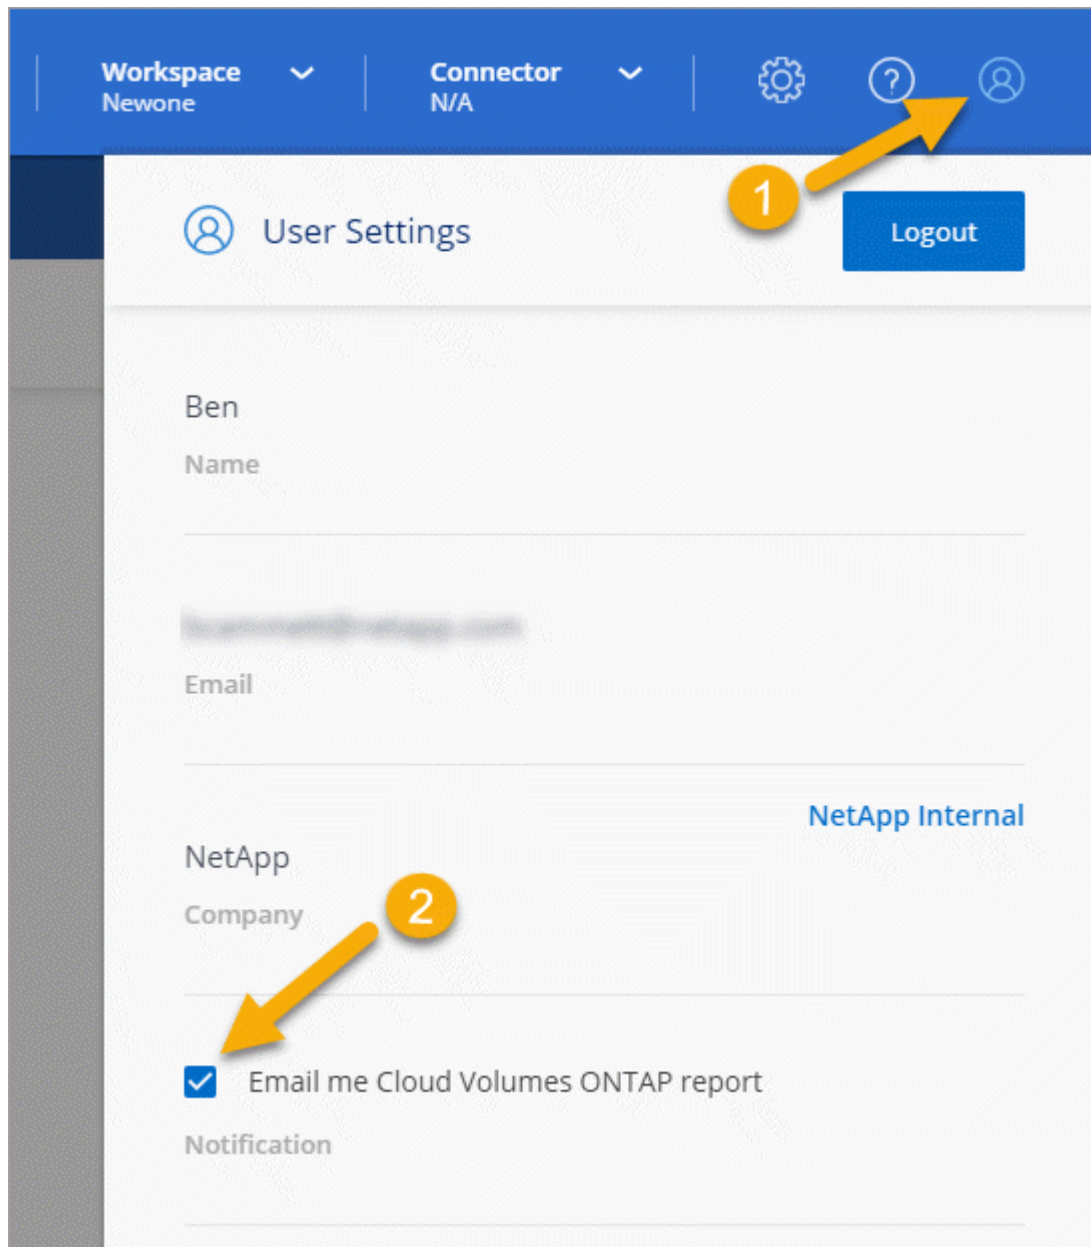 Workspace
Newone
Connector
N/A
?
1
User Settings
Logout
Ben
Name
Email
NetApp Internal
NetApp
2
Company
Email me Cloud Volumes ONTAP report
Notification